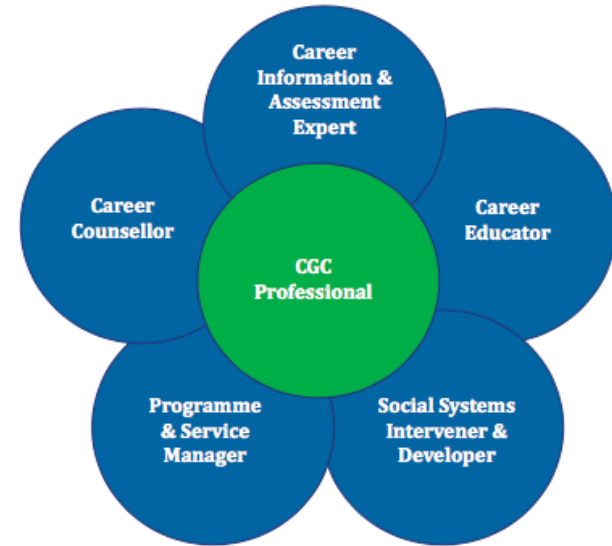 Career
Information &
Assessment
Expert
Career
Counsellor
Career
Educator
CGC
Professional
Programme
& Service
Manager
Social Systems
Intervener &
Developer